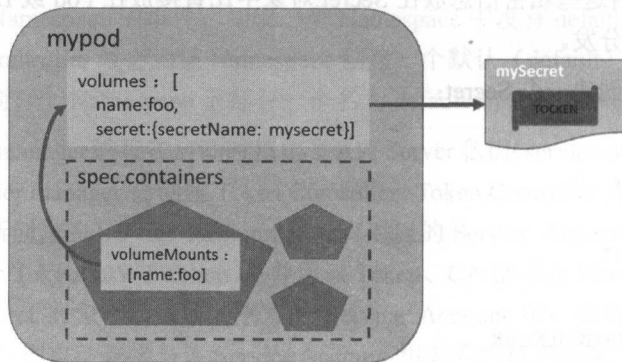 mypod
volumes：[
name:foo,
secret:{secretName: mysecret}]
mySecret
TOCKEN
spec.containers
volumeMounts：
[name:foo]